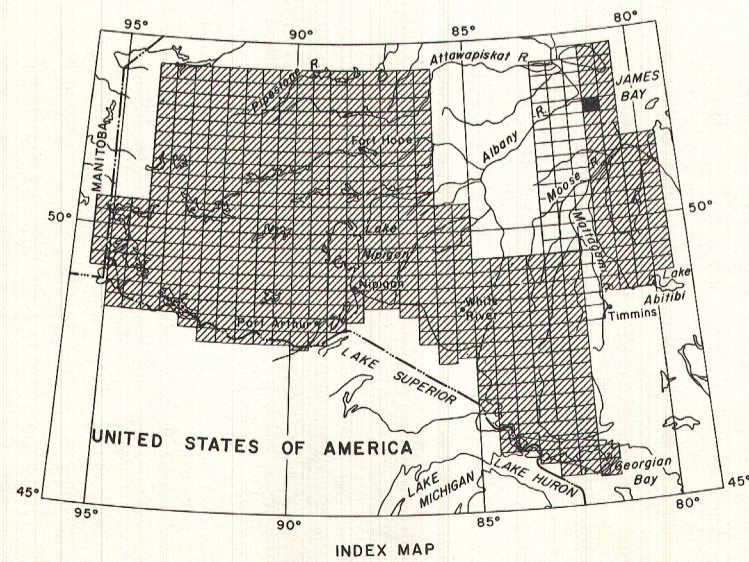 95°
90°
85°
80°
Attawapiskat R.
Pipestone R.
JAMES
BAY
MANITOBA
Fort Hope
Albany R.
Moose R.
50°
50°
Mattagami R.
Lake
Nipigon
Nipigon
White
River
Lake
Abitibi
Timmins
Port Arthur
LAKE SUPERIOR
UNITED STATES OF AMERICA
LAKE
MICHIGAN
LAKE HURON
Georgian
Bay
45°
45°
95°
90°
85°
80°
INDEX MAP